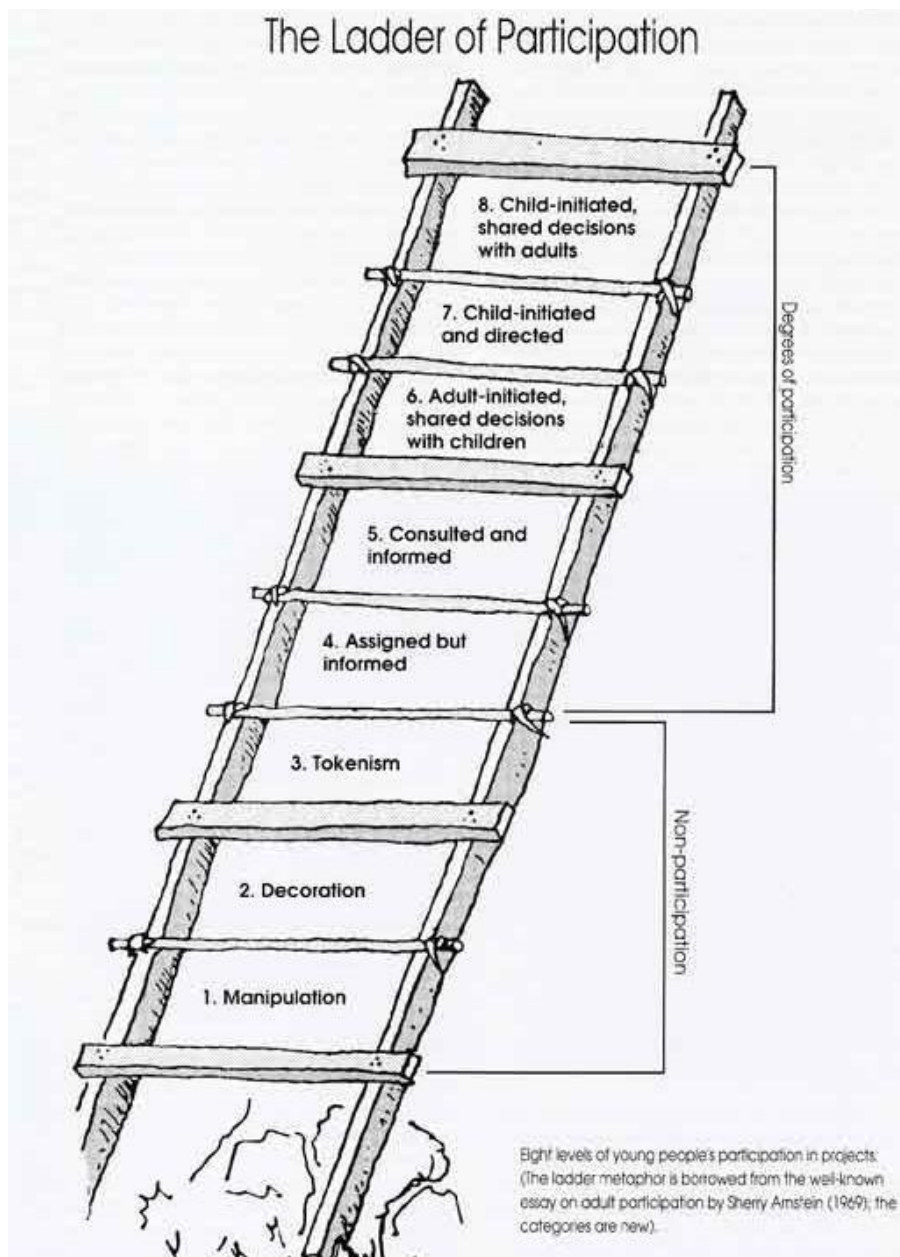 The Ladder of Participation
8. Child-initiated,
shared decisions
with adults
7. Child-initiated
and directed
6. Adult-initiated,
shared decisions
with children
5. Consulted and
informed
4. Assigned but
informed
3. Tokenism
2. Decoration
1. Manipulation
Degrees of participation
Non-participation
Eight levels of young people's participation in projects.
(The ladder metaphor is borrowed from the well-known
essay on adult participation by Sherry Arnstein (1969); the
categories are new).